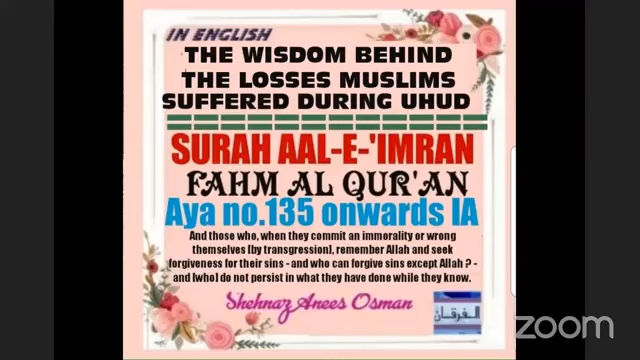 IN ENGLISH
THE WISDOM BEHIND
THE LOSSES MUSLIMS
SUFFERED DURING UHUD
SURAH AAL-E-'IMRAN
FAHM AL QUR'AN
Aya no.135 onwards IA
And those who, when they commit an immorality or wrong
themselves [by transgression], remember Allah and seek
forgiveness for their sins - and who can forgive sins except Allah ? -
and [who] do not persist in what they have done while they know.
Shehnaz Anees Osman
الفرقان
zoom